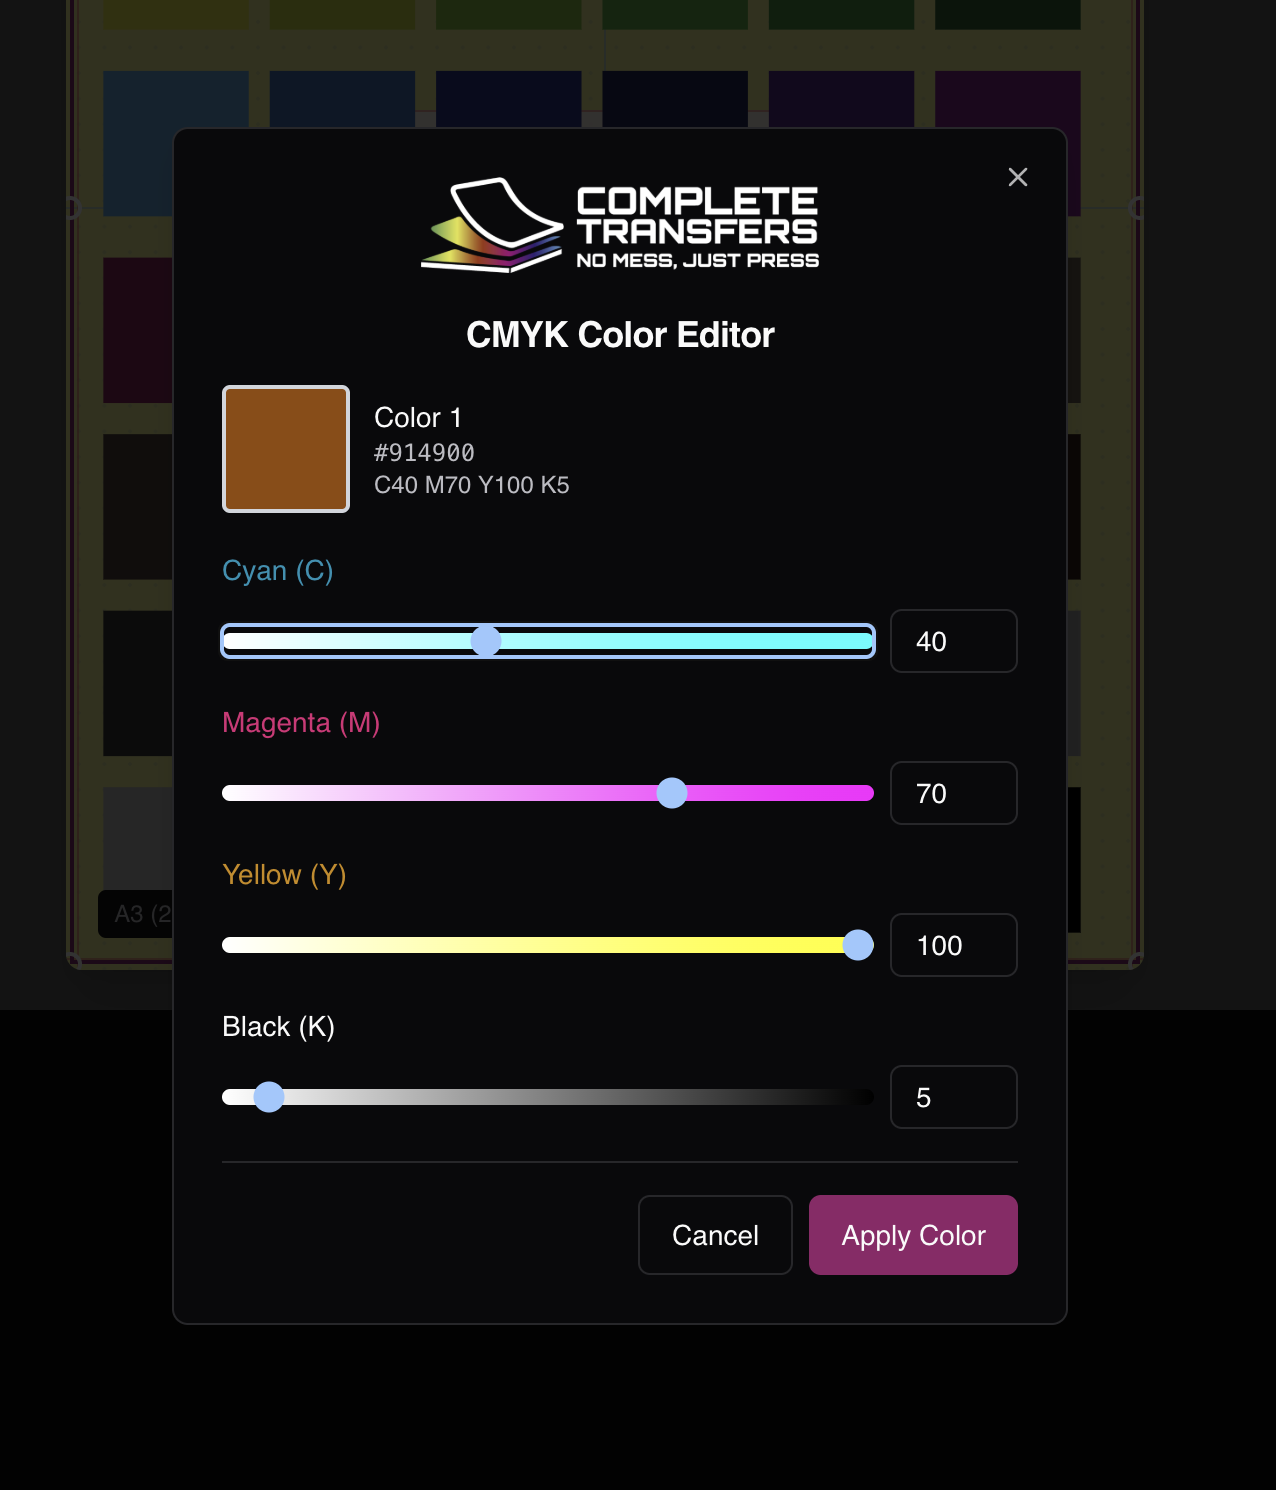 COMPLETE
TRANSFERS
NO MESS, JUST PRESS
CMYK Color Editor
Color 1
#914900
C40 M70 Y100 K5
Cyan (C)
40
Magenta (M)
70
Yellow (Y)
100
A3 (2
Black (K)
5
Cancel
Apply Color